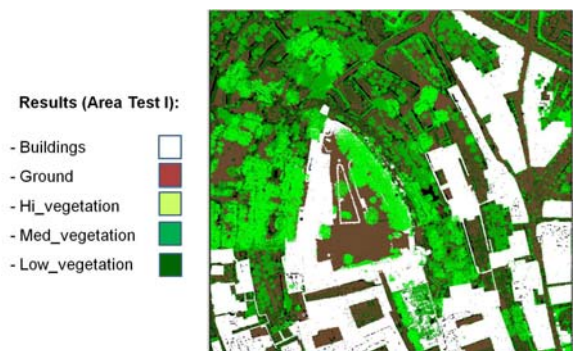 Results (Area Test I):
- Buildings
- Ground
- Hi_vegetation
- Med_vegetation
- Low_vegetation